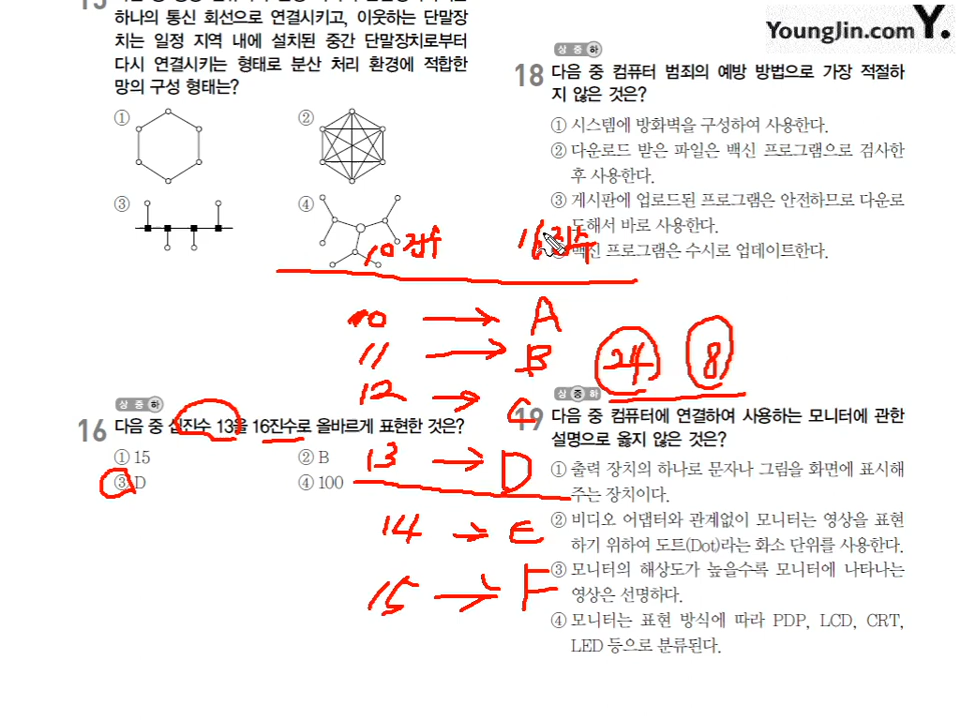 하나의 통신 회선으로 연결시키고, 이웃하는 단말장
치는 일정 지역 내에 설치된 중간 단말장치로부터
다시 연결시키는 형태로 분산 처리 환경에 적합한
망의 구성 형태는?
①
②
③
④
16 상 중 하
다음 중 십진수 13을 16진수로 올바르게 표현한 것은?
① 15
② B
③ D
④ 100
YoungJin.com Y.
18 상 중 하
다음 중 컴퓨터 범죄의 예방 방법으로 가장 적절하
지 않은 것은?
① 시스템에 방화벽을 구성하여 사용한다.
② 다운로드 받은 파일은 백신 프로그램으로 검사한
후 사용한다.
③ 게시판에 업로드된 프로그램은 안전하므로 다운로
드해서 바로 사용한다.
백신 프로그램은 수시로 업데이트한다.
19 상 중 하
다음 중 컴퓨터에 연결하여 사용하는 모니터에 관한
설명으로 옳지 않은 것은?
① 출력 장치의 하나로 문자나 그림을 화면에 표시해
주는 장치이다.
② 비디오 어댑터와 관계없이 모니터는 영상을 표현
하기 위하여 도트(Dot)라는 화소 단위를 사용한다.
③ 모니터의 해상도가 높을수록 모니터에 나타나는
영상은 선명하다.
④ 모니터는 표현 방식에 따라 PDP, LCD, CRT,
LED 등으로 분류된다.
10진수 16진수
10 → A
11 → B
12 → C
13 → D
14 → E
15 → F
24 8